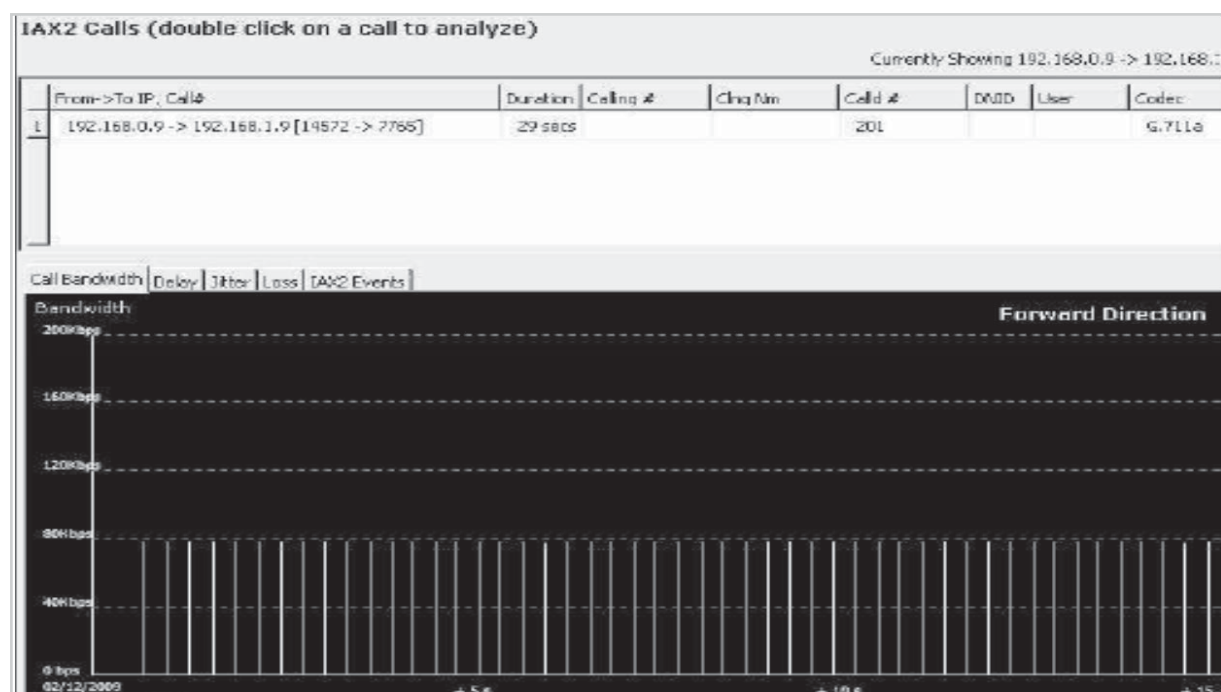 IAX2 Calls (double click on a call to analyze)
Currently Showing 192.168.0.9 -> 192.168.
From->To IP, Call# Duration Calling # Clng Nm Calld # DNID User Codec
1 192.168.0.9 -> 192.168.1.9 [14572 -> 7765] 29 secs 201 G.711a
Call Bandwidth Delay Jitter Loss IAX2 Events
Bandwidth
Forward Direction
200Kbps
160Kbps
120Kbps
80Kbps
40Kbps
0 bps
02/12/2009 + 5 s + 10 s + 15